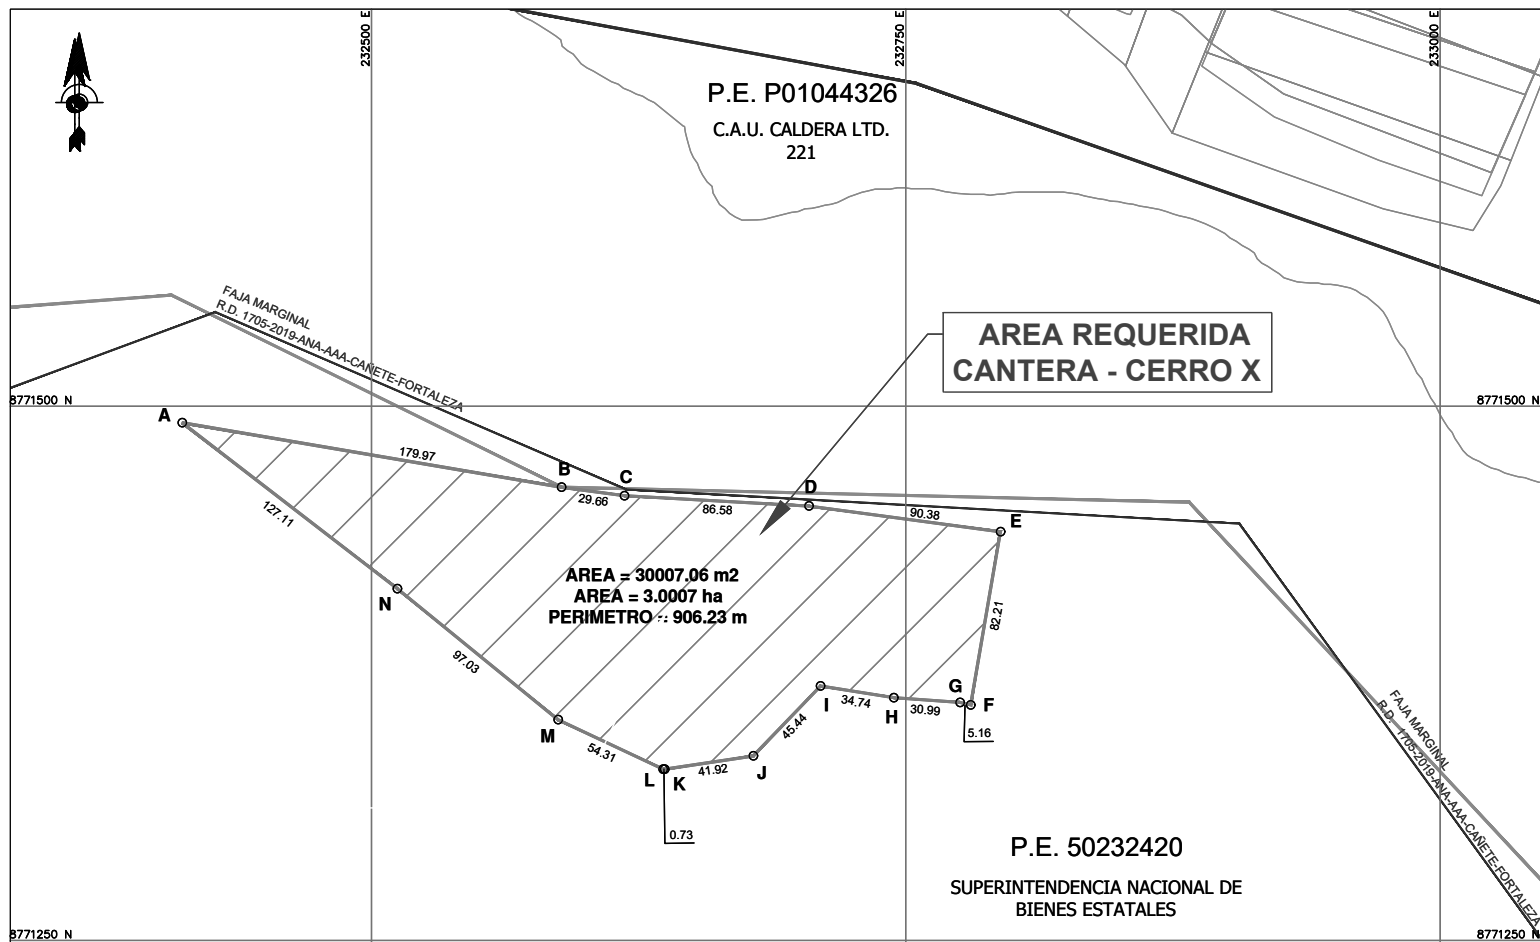 232500 E
232750 E
233000 E
P.E. P01044326
C.A.U. CALDERA LTD.
221
FAJA MARGINAL
R.D. 1705-2019-ANA-AAA-CAÑETE-FORTALEZA
AREA REQUERIDA
CANTERA - CERRO X
8771500 N
8771500 N
A
179.97
B
29.66
C
86.58
D
90.38
E
127.11
AREA = 30007.06 m2
AREA = 3.0007 ha
PERIMETRO = 906.23 m
N
82.21
97.03
I
34.74
H
30.99
G
F
5.16
M
54.31
45.44
L
K
41.92
J
0.73
FAJA MARGINAL
R.D. 1705-2019-ANA-AAA-CAÑETE-FORTALEZA
P.E. 50232420
SUPERINTENDENCIA NACIONAL DE
BIENES ESTATALES
8771250 N
8771250 N